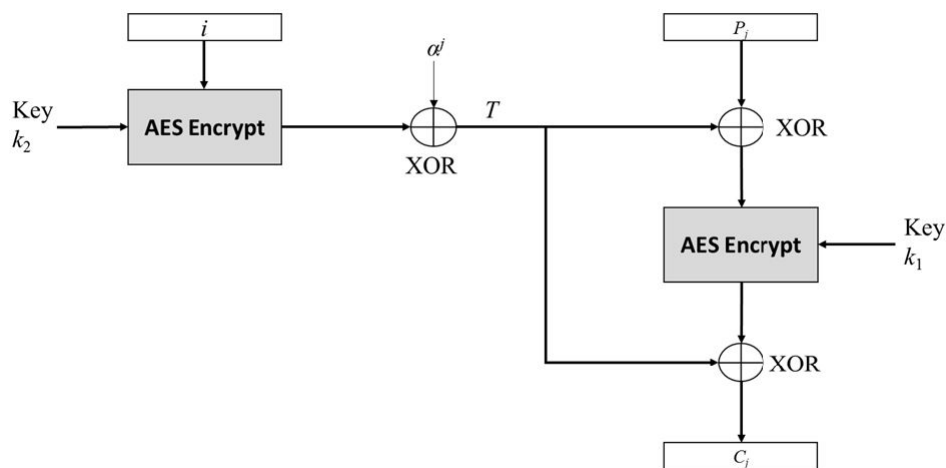 i
P_j
α^j
Key
k_2
AES Encrypt
T
XOR
XOR
AES Encrypt
Key
k_1
XOR
C_j